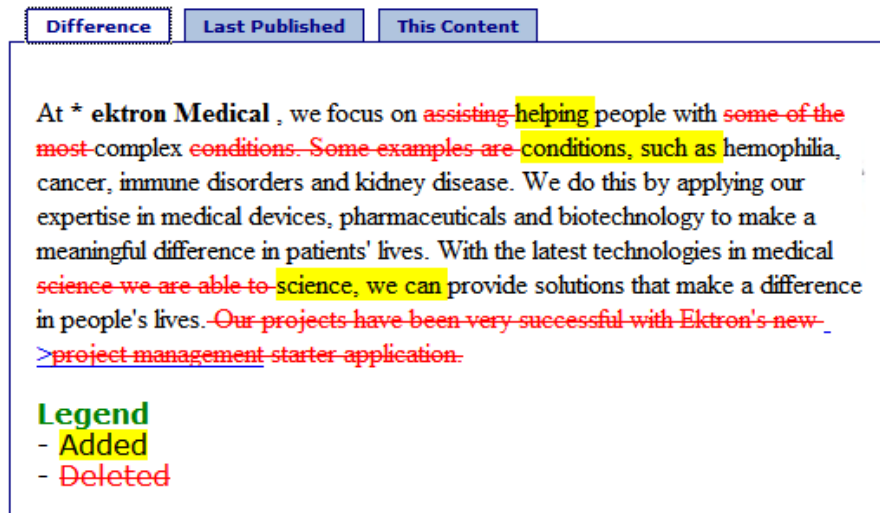 Difference Last Published This Content
At * ektron Medical , we focus on assisting helping people with some of the
most complex conditions. Some examples are conditions, such as hemophilia,
cancer, immune disorders and kidney disease. We do this by applying our
expertise in medical devices, pharmaceuticals and biotechnology to make a
meaningful difference in patients' lives. With the latest technologies in medical
science we are able to science, we can provide solutions that make a difference
in people's lives. Our projects have been very successful with Ektron's new
>project management starter application.
Legend
- Added
- Deleted